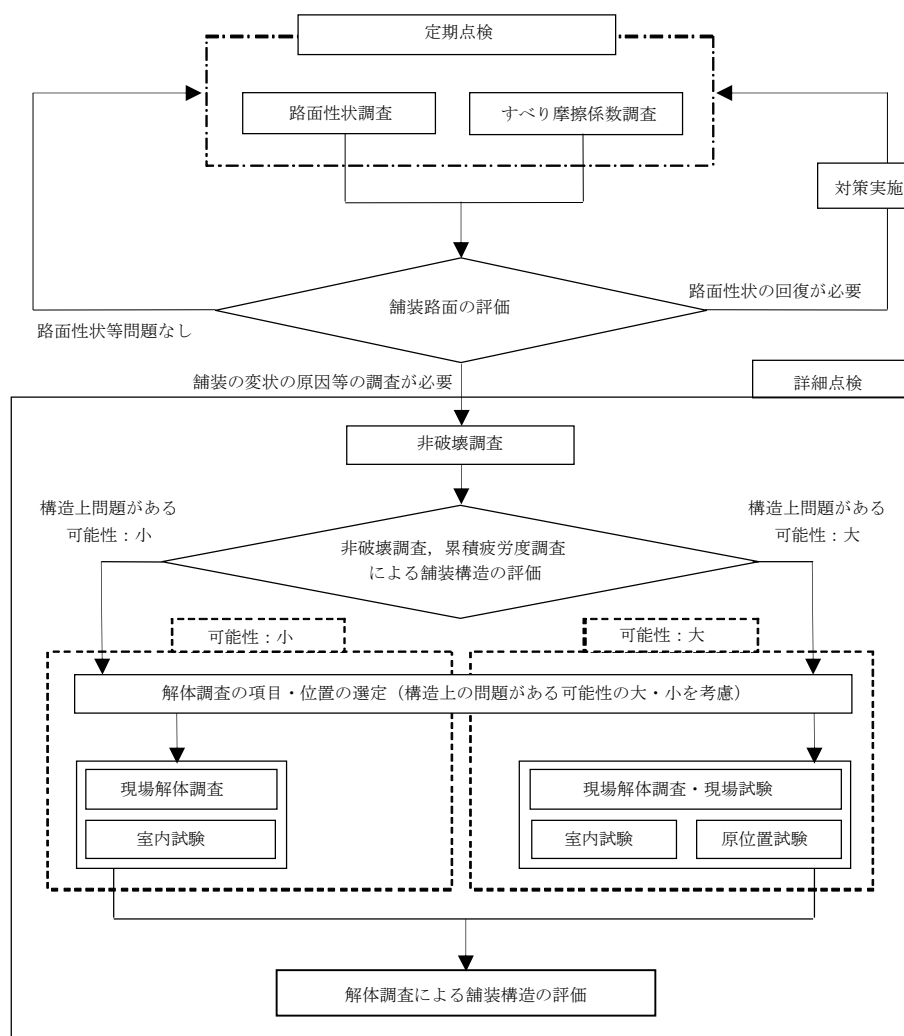 定期点検
路面性状調査
すべり摩擦係数調査
対策実施
舗装路面の評価
路面性状の回復が必要
路面性状等問題なし
舗装の変状の原因等の調査が必要
詳細点検
非破壊調査
構造上問題がある
可能性：小
構造上問題がある
可能性：大
非破壊調査，累積疲労度調査
による舗装構造の評価
可能性：小
可能性：大
解体調査の項目・位置の選定（構造上の問題がある可能性の大・小を考慮）
現場解体調査
室内試験
現場解体調査・現場試験
室内試験
原位置試験
解体調査による舗装構造の評価